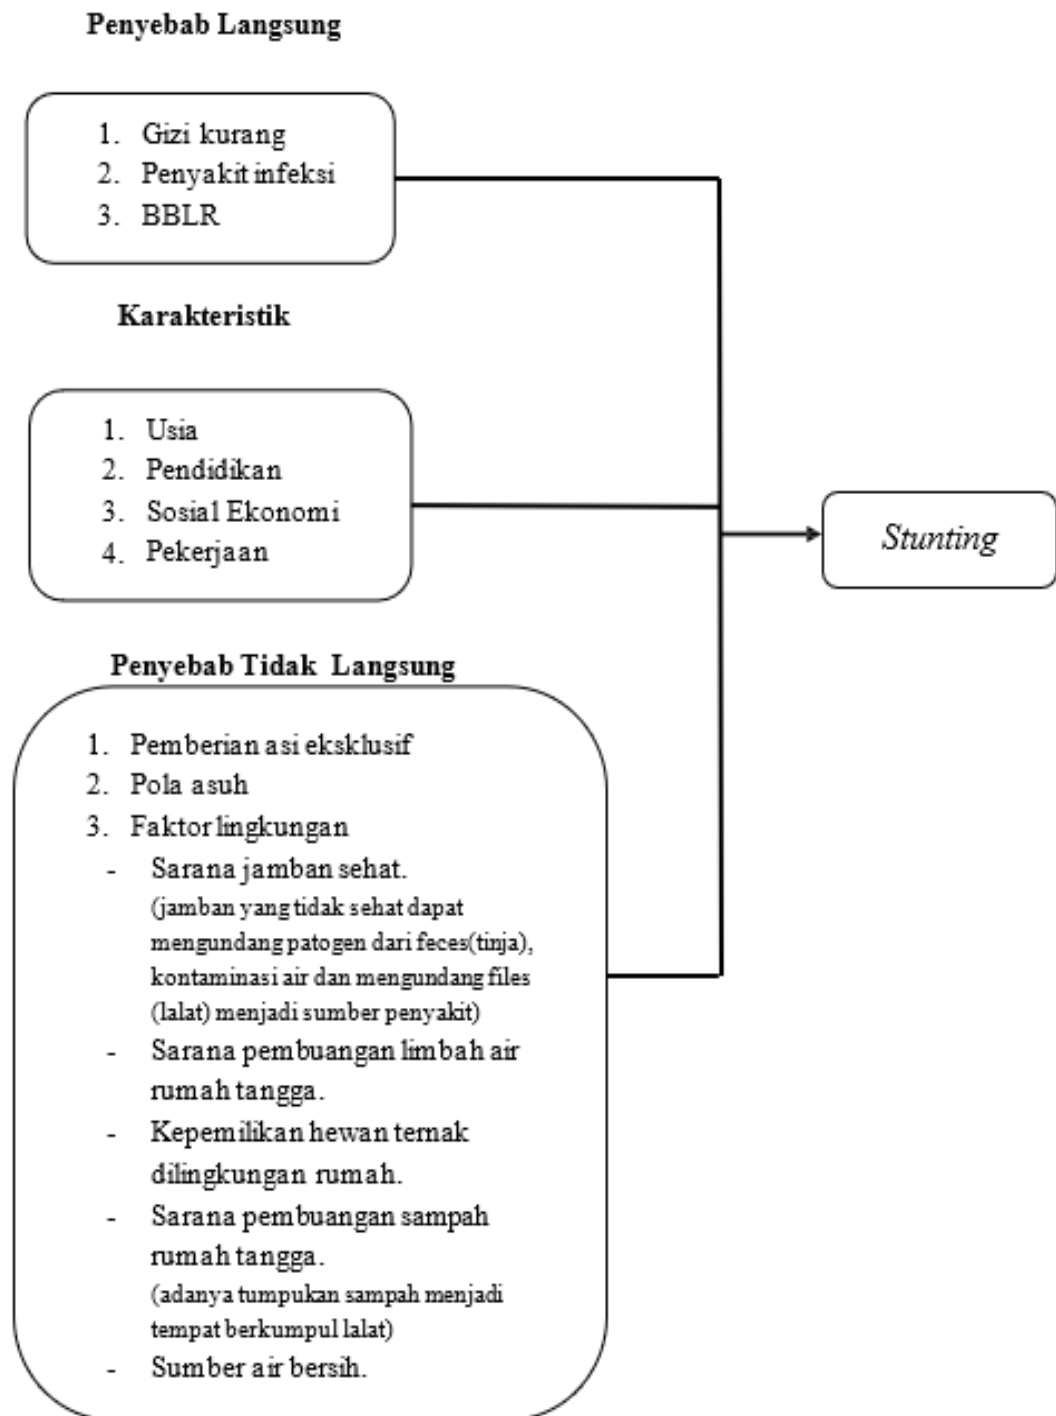 Penyebab Langsung
1. Gizi kurang
2. Penyakit infeksi
3. BBLR
Karakteristik
1. Usia
2. Pendidikan
3. Sosial Ekonomi
4. Pekerjaan
Stunting
Penyebab Tidak Langsung
1. Pemberian asi eksklusif
2. Pola asuh
3. Faktor lingkungan
- Sarana jamban sehat.
(jamban yang tidak sehat dapat
mengundang patogen dari feces(tinja),
kontaminasi air dan mengundang files
(lalat) menjadi sumber penyakit)
- Sarana pembuangan limbah air
rumah tangga.
- Kepemilikan hewan ternak
dilingkungan rumah.
- Sarana pembuangan sampah
rumah tangga.
(adanya tumpukan sampah menjadi
tempat berkumpul lalat)
- Sumber air bersih.